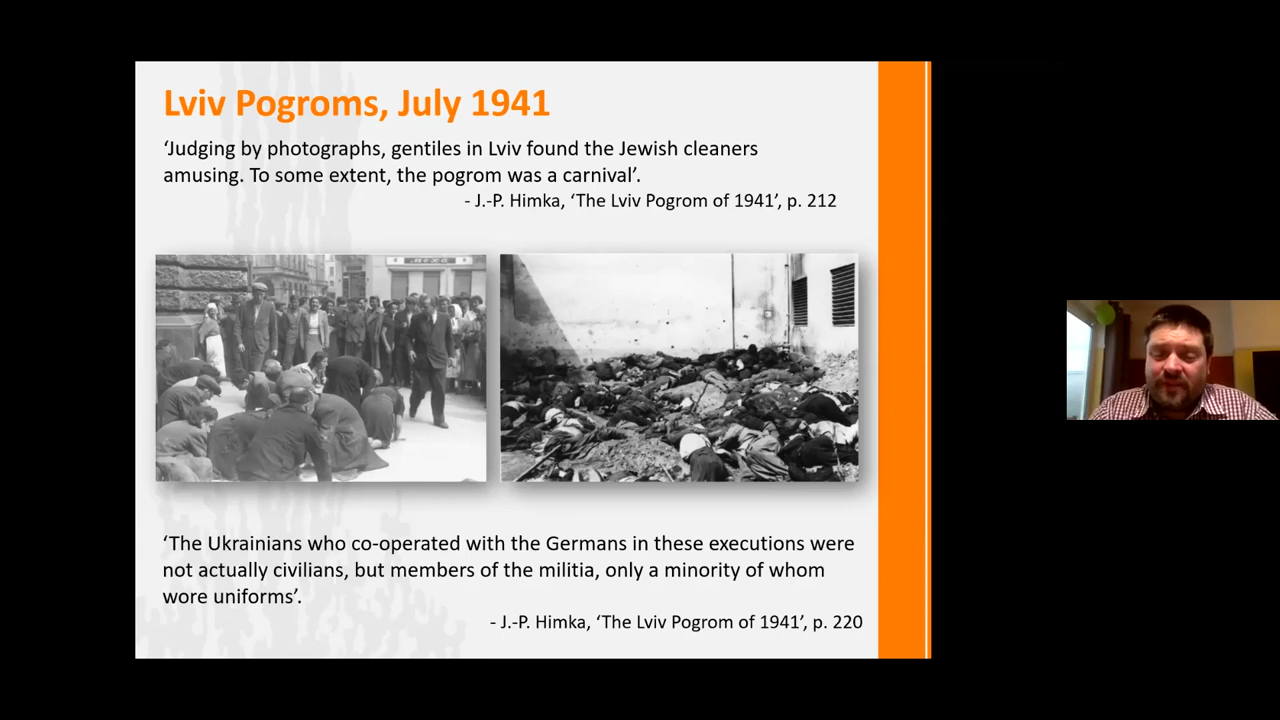 Lviv Pogroms, July 1941
‘Judging by photographs, gentiles in Lviv found the Jewish cleaners
amusing. To some extent, the pogrom was a carnival’.
- J.-P. Himka, ‘The Lviv Pogrom of 1941’, p. 212
‘The Ukrainians who co-operated with the Germans in these executions were
not actually civilians, but members of the militia, only a minority of whom
wore uniforms’.
- J.-P. Himka, ‘The Lviv Pogrom of 1941’, p. 220